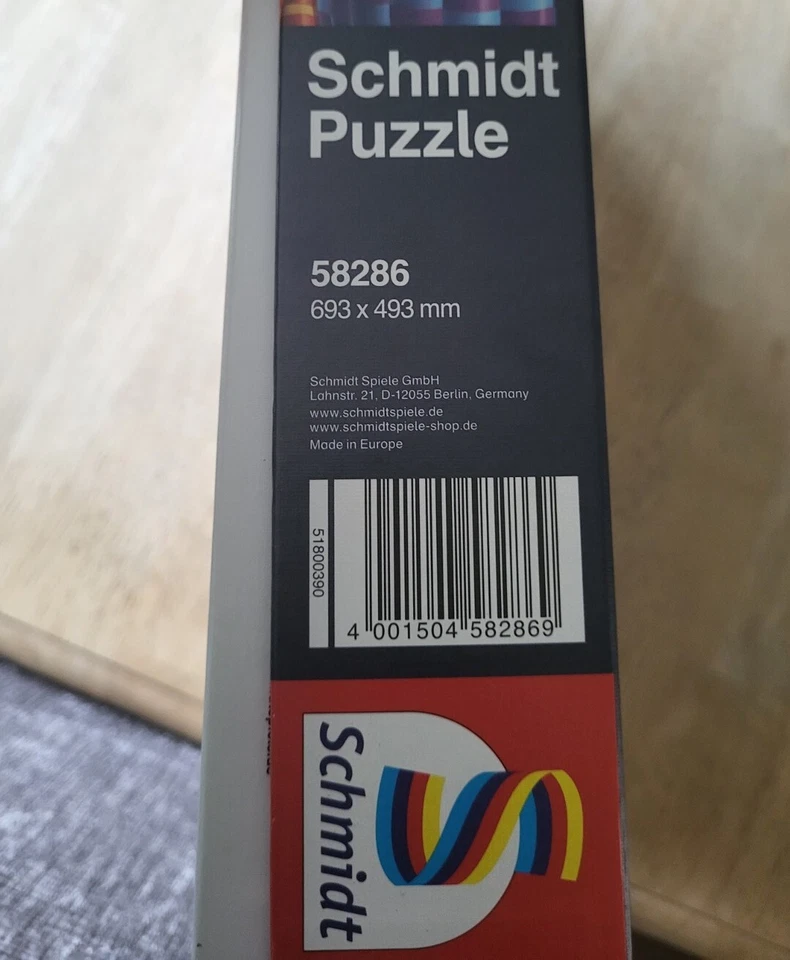 Schmidt
Puzzle
58286
693 x 493 mm
Schmidt Spiele GmbH
Lahnstr. 21, D-12055 Berlin, Germany
www.schmidtspiele.de
www.schmidtspiele-shop.de
Made in Europe
51800390
4 001504 582869
Schmidt